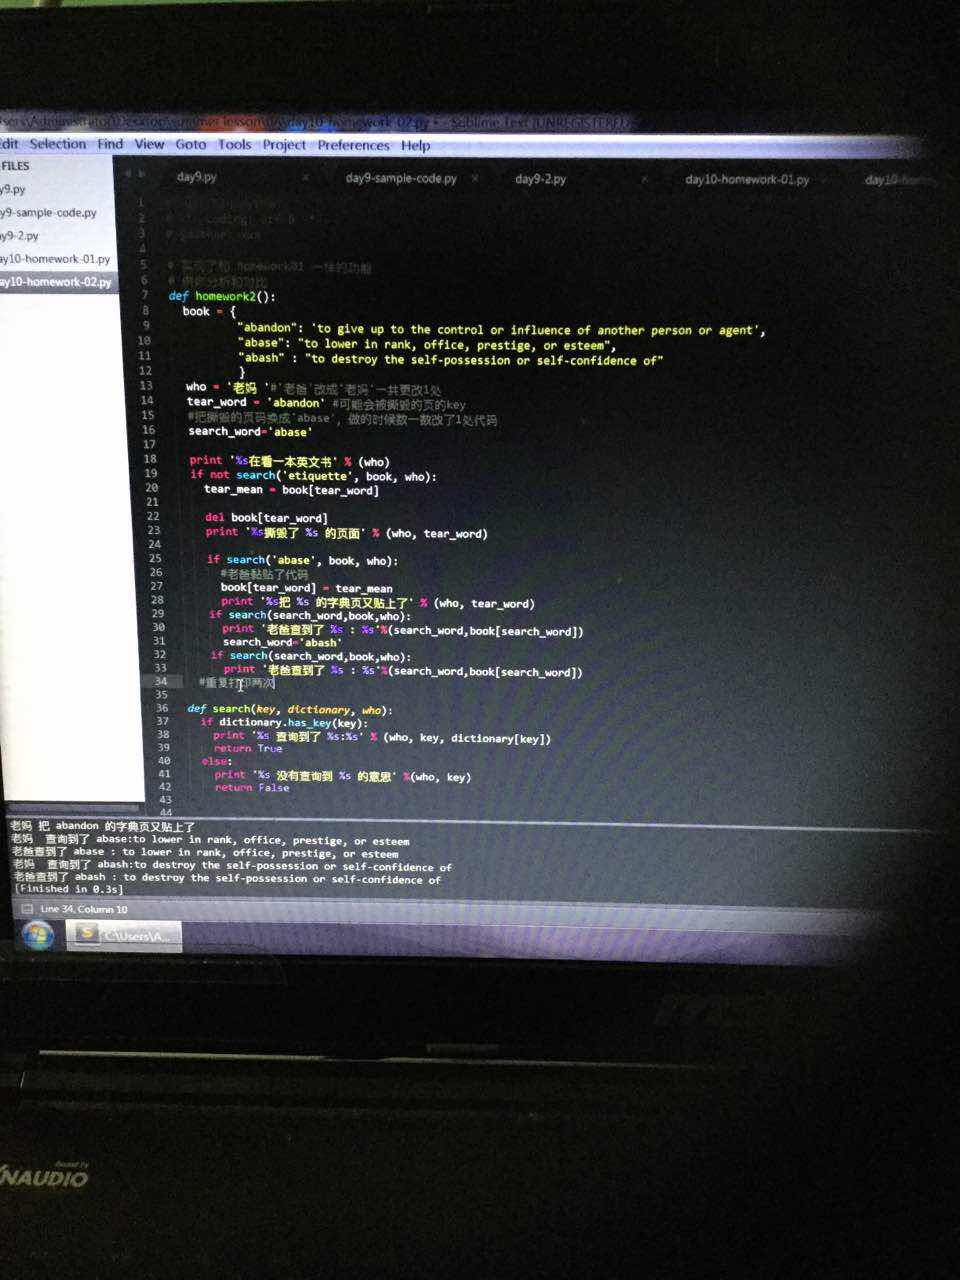 Users\Administrator\Desktop\summer lesson\day10-homework-02.py • - Sublime Text (UNREGISTERED)
Edit Selection Find View Goto Tools Project Preferences Help
FILES
y9.py
y9-sample-code.py
y9-2.py
ay10-homework-01.py
ay10-homework-02.py
day9.py × day9-sample-code.py × day9-2.py × day10-homework-01.py
1
2
3
4
5 homework01 一样的功能
6
7 def homework2():
8 book = {
9 "abandon": 'to give up to the control or influence of another person or agent',
10 "abase": "to lower in rank, office, prestige, or esteem",
11 "abash" : "to destroy the self-possession or self-confidence of"
12 }
13 who = '老妈 '#'老爸'改成'老妈'一共更改1处
14 tear_word = 'abandon' #可能会被撕毁的页的key
15 #把撕毁的页码换成'abase', 做的时候数一数改了1处代码
16 search_word='abase'
17
18 print '%s在看一本英文书' % (who)
19 if not search('etiquette', book, who):
20 tear_mean = book[tear_word]
21
22 del book[tear_word]
23 print '%s撕毁了 %s 的页面' % (who, tear_word)
24
25 if search('abase', book, who):
26 #老爸黏贴了代码
27 book[tear_word] = tear_mean
28 print '%s把 %s 的字典页又贴上了' % (who, tear_word)
29 if search(search_word,book,who):
30 print '老爸查到了 %s : %s'%(search_word,book[search_word])
31 search_word='abash'
32 if search(search_word,book,who):
33 print '老爸查到了 %s : %s'%(search_word,book[search_word])
34 #重复打印两次
35
36 def search(key, dictionary, who):
37 if dictionary.has_key(key):
38 print '%s 查询到了 %s:%s' % (who, key, dictionary[key])
39 return True
40 else:
41 print '%s 没有查询到 %s 的意思' %(who, key)
42 return False
43
44
老妈 把 abandon 的字典页又贴上了
老妈 查询到了 abase:to lower in rank, office, prestige, or esteem
老爸查到了 abase : to lower in rank, office, prestige, or esteem
老妈 查询到了 abash:to destroy the self-possession or self-confidence of
老爸查到了 abash : to destroy the self-possession or self-confidence of
[Finished in 0.3s]
Line 34, Column 10
C:\Users\A...
NAUDIO